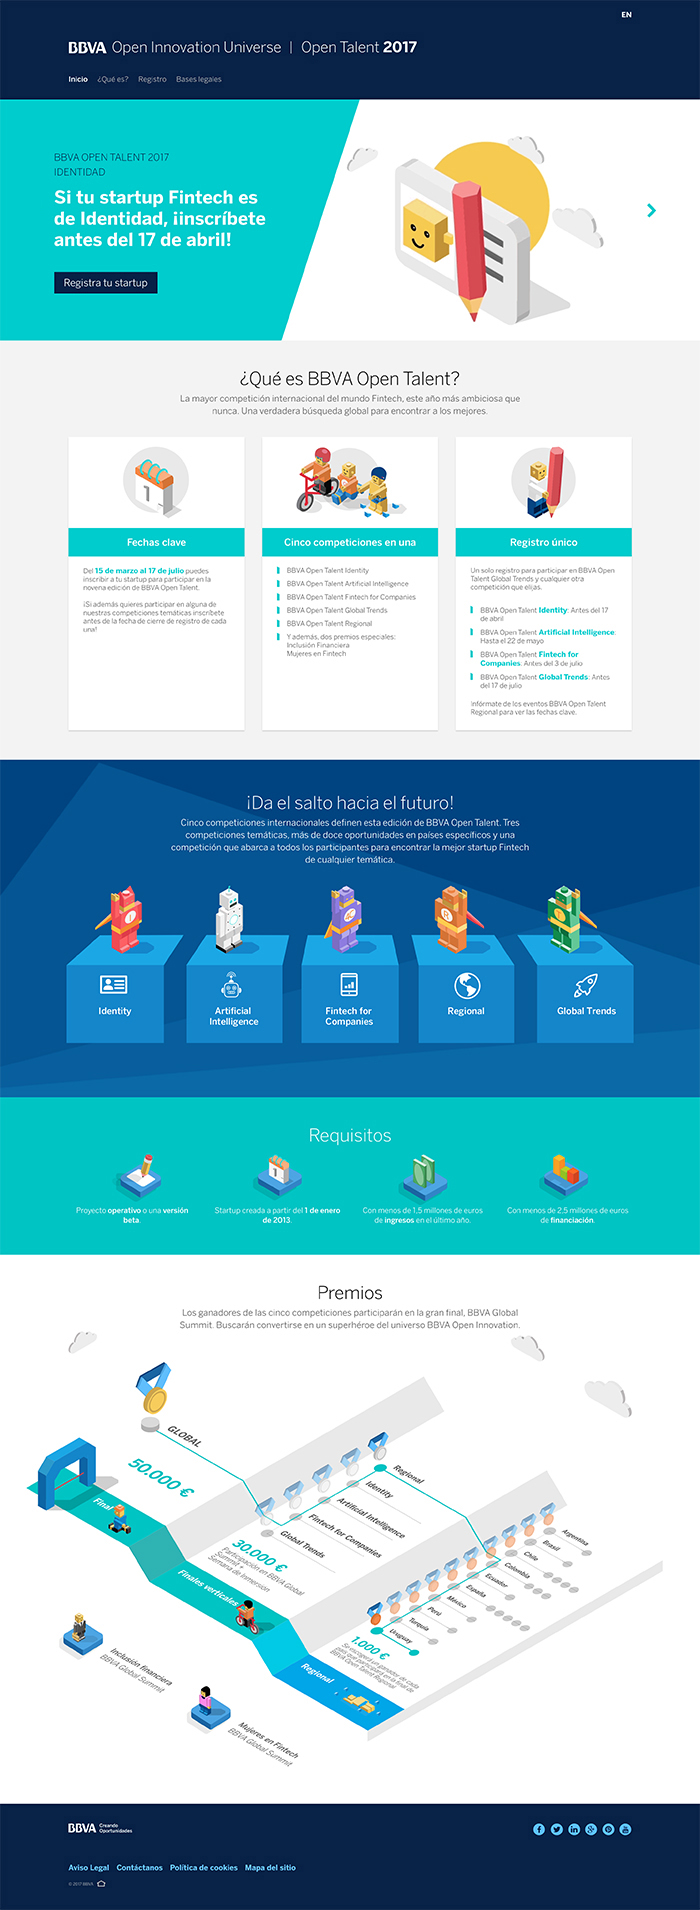 EN
BBVA Open Innovation Universe | Open Talent 2017
Inicio ¿Qué es? Registro Bases legales
BBVA OPEN TALENT 2017
IDENTIDAD
Si tu startup Fintech es
de Identidad, ¡inscríbete
antes del 17 de abril!
Registra tu startup
¿Qué es BBVA Open Talent?
La mayor competición internacional del mundo Fintech, este año más ambiciosa que
nunca. Una verdadera búsqueda global para encontrar a los mejores.
Fechas clave
Del 15 de marzo al 17 de julio puedes
inscribir a tu startup para participar en la
novena edición de BBVA Open Talent.
¡Si además quieres participar en alguna de
nuestras competiciones temáticas inscríbete
antes de la fecha de cierre de registro de cada
una!
Cinco competiciones en una
BBVA Open Talent Identity
BBVA Open Talent Artificial Intelligence
BBVA Open Talent Fintech for Companies
BBVA Open Talent Global Trends
BBVA Open Talent Regional
Y además, dos premios especiales:
Inclusión Financiera
Mujeres en Fintech
Registro único
Un solo registro para participar en BBVA Open
Talent Global Trends y cualquier otra
competición que elijas.
BBVA Open Talent Identity: Antes del 17
de abril
BBVA Open Talent Artificial Intelligence:
Hasta el 22 de mayo
BBVA Open Talent Fintech for
Companies: Antes del 3 de julio
BBVA Open Talent Global Trends: Antes
del 17 de julio
Infórmate de los eventos BBVA Open Talent
Regional para ver las fechas clave.
¡Da el salto hacia el futuro!
Cinco competiciones internacionales definen esta edición de BBVA Open Talent. Tres
competiciones temáticas, más de doce oportunidades en países específicos y una
competición que abarca a todos los participantes para encontrar la mejor startup Fintech
de cualquier temática.
Identity
Artificial
Intelligence
Fintech for
Companies
Regional
Global Trends
Requisitos
Proyecto operativo o una versión
beta.
Startup creada a partir del 1 de enero
de 2013.
Con menos de 1,5 millones de euros
de ingresos en el último año.
Con menos de 2,5 millones de euros
de financiación.
Premios
Los ganadores de las cinco competiciones participarán en la gran final, BBVA Global
Summit. Buscarán convertirse en un superhéroe del universo BBVA Open Innovation.
GLOBAL
50.000 €
Final
Regional
Identity
Artificial Intelligence
Fintech for Companies
Global Trends
30.000 €
Participación en BBVA Global
Summit +
Semana de Inmersion
Finales verticales
Argentina
Brasil
Chile
Colombia
Ecuador
España
México
Perú
Turquía
Uruguay
1.000 €
Se escogerá un ganador de cada
país que participará en la final de
BBVA Open Talent Regional
Regional
Inclusión financiera
BBVA Global Summit
Mujeres en Fintech
BBVA Global Summit
BBVA Creando
Oportunidades
Aviso Legal Contáctanos Política de cookies Mapa del sitio
© 2017 BBVA